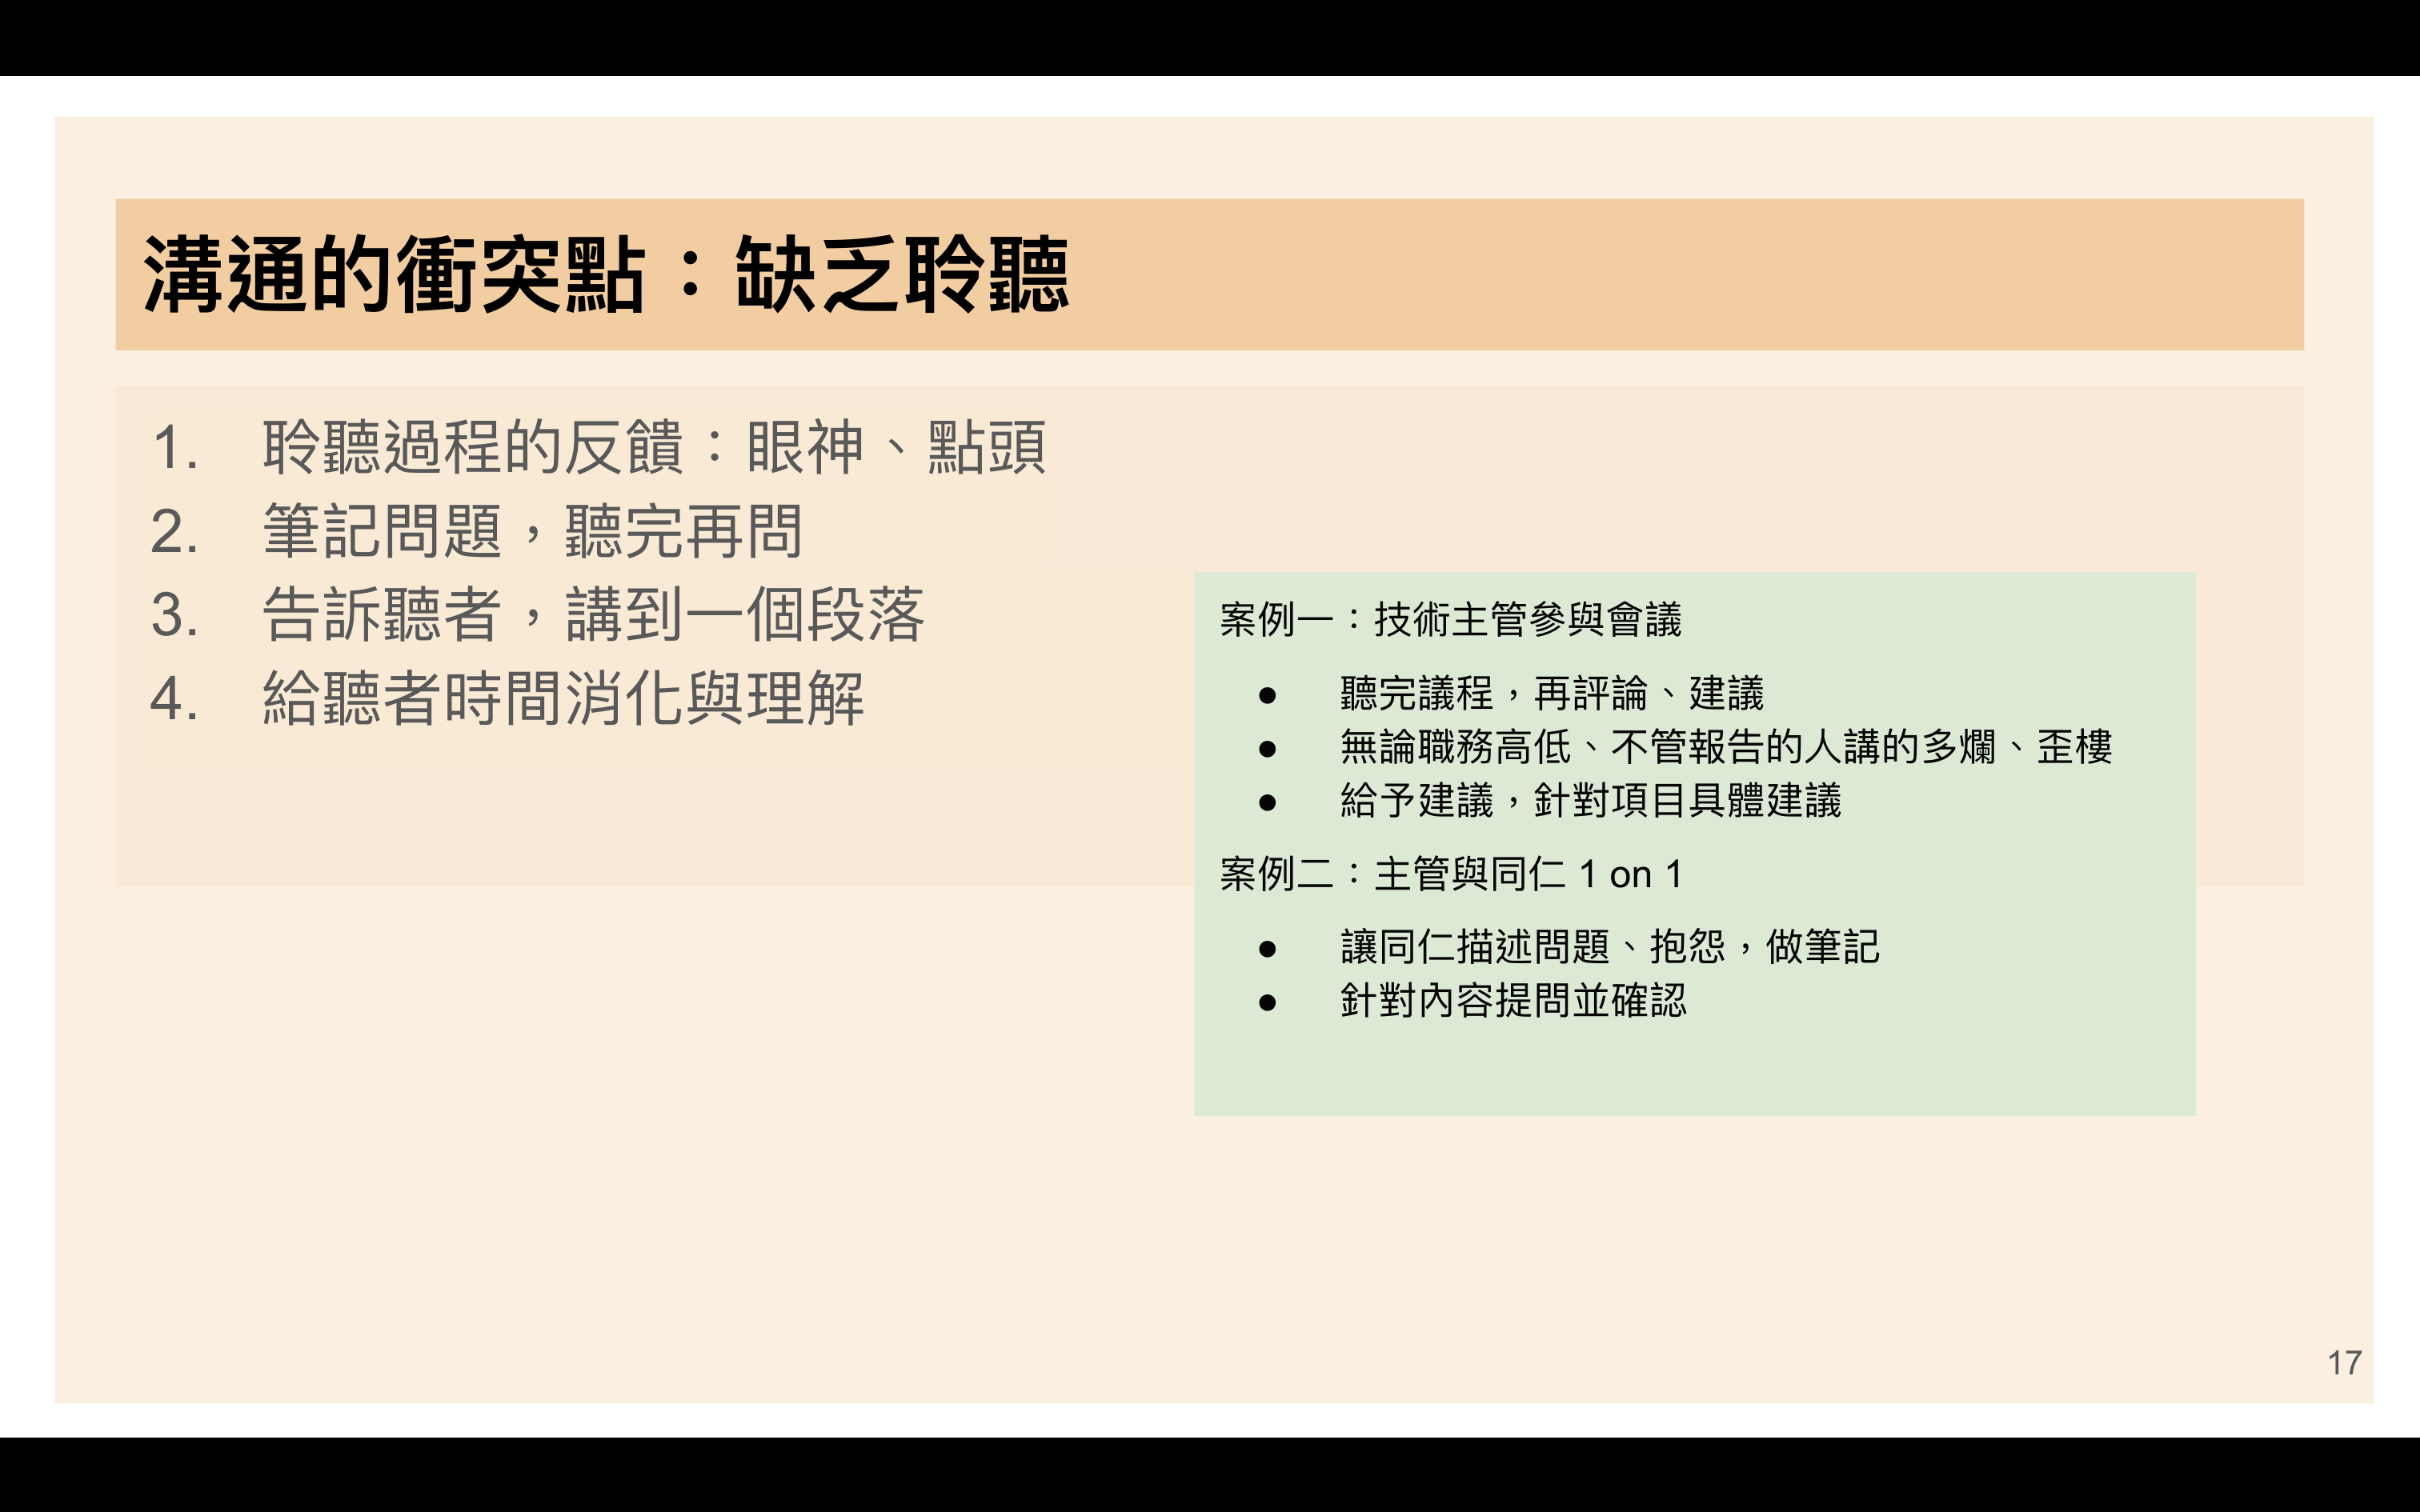 溝通的衝突點：缺乏聆聽
1. 聆聽過程的反饋：眼神、點頭
2. 筆記問題，聽完再問
3. 告訴聽者，講到一個段落
4. 給聽者時間消化與理解
案例一：技術主管參與會議
● 聽完議程，再評論、建議
● 無論職務高低、不管報告的人講的多爛、歪樓
● 給予建議，針對項目具體建議
案例二：主管與同仁 1 on 1
● 讓同仁描述問題、抱怨，做筆記
● 針對內容提問並確認
17